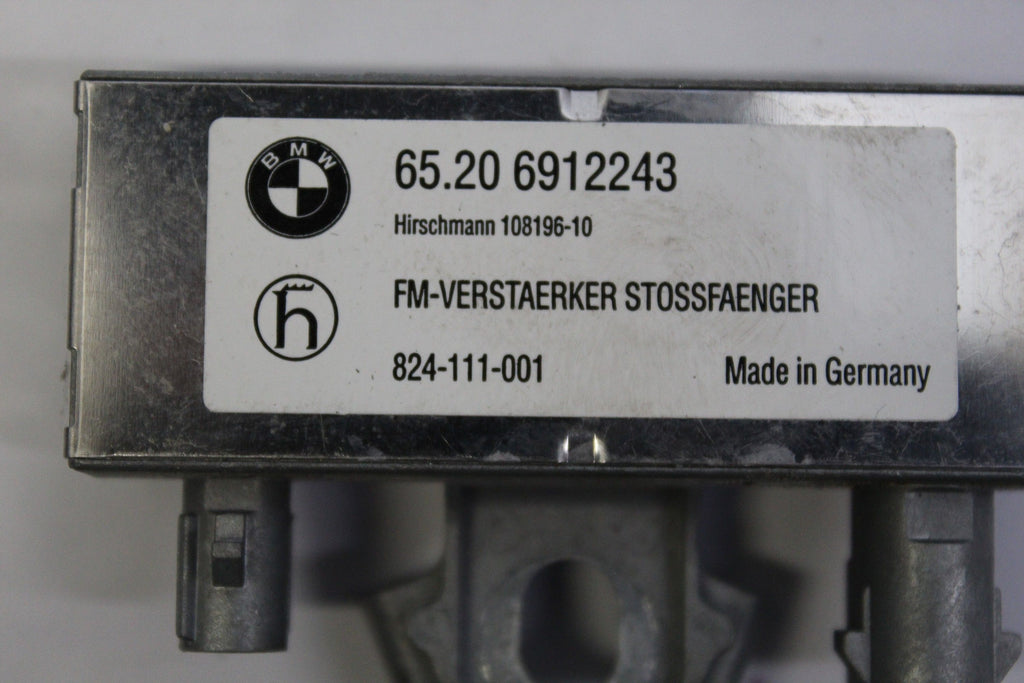 BMW
65.20 6912243
Hirschmann 108196-10
h
FM-VERSTAERKER STOSSFAENGER
824-111-001 Made in Germany